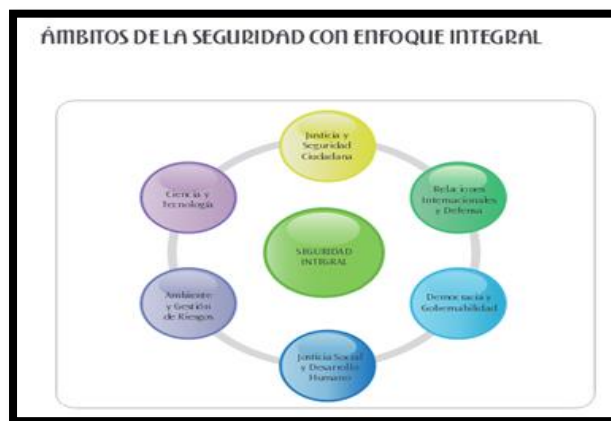 ÁMBITOS DE LA SEGURIDAD CON ENFOQUE INTEGRAL
Justicia y
Seguridad
Ciudadana
Relaciones
Internacionales
y Defensa
Democracia y
Gobernabilidad
Justicia Social
y Desarrollo
Humano
Ambiente
y Gestión
de Riesgos
Ciencia y
Tecnología
SEGURIDAD
INTEGRAL